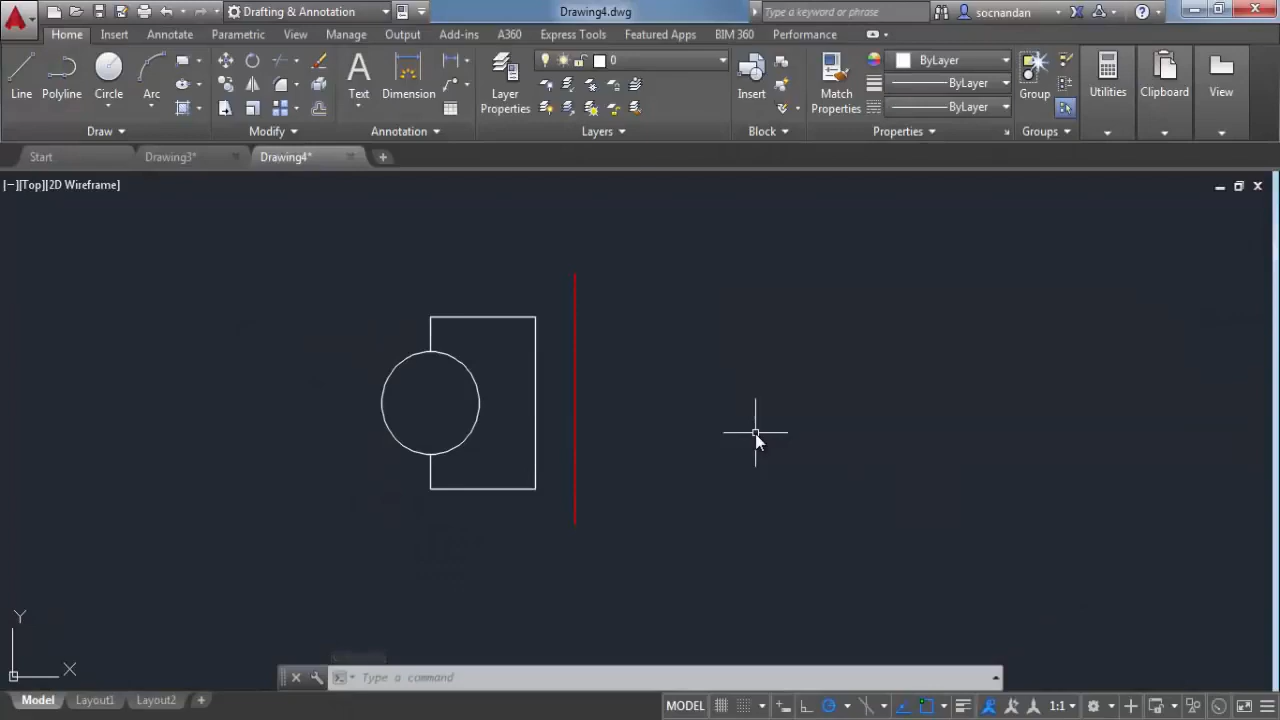 Drafting & Annotation Drawing4.dwg Type a keyword or phrase socnandan
Home Insert Annotate Parametric View Manage Output Add-ins A360 Express Tools Featured Apps BIM 360 Performance
Line Polyline Circle Arc Text Dimension Layer Properties 0 Insert Match Properties ByLayer Group Utilities Clipboard View
ByLayer
ByLayer
Draw Modify Annotation Layers Block Properties Groups
Start Drawing3* Drawing4*
[−][Top][2D Wireframe]
Y
X
Type a command
Model Layout1 Layout2 MODEL 1:1